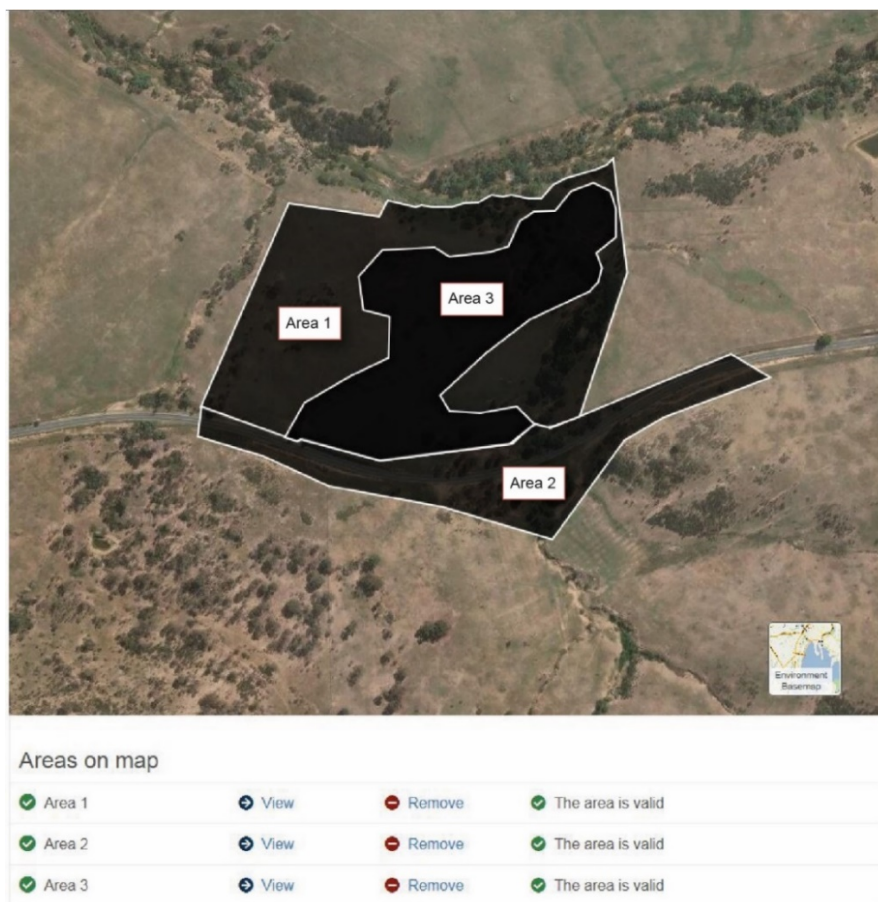 Area 3
Area 1
Area 2
Environment
Basemap
Areas on map
Area 1 View Remove The area is valid
Area 2 View Remove The area is valid
Area 3 View Remove The area is valid